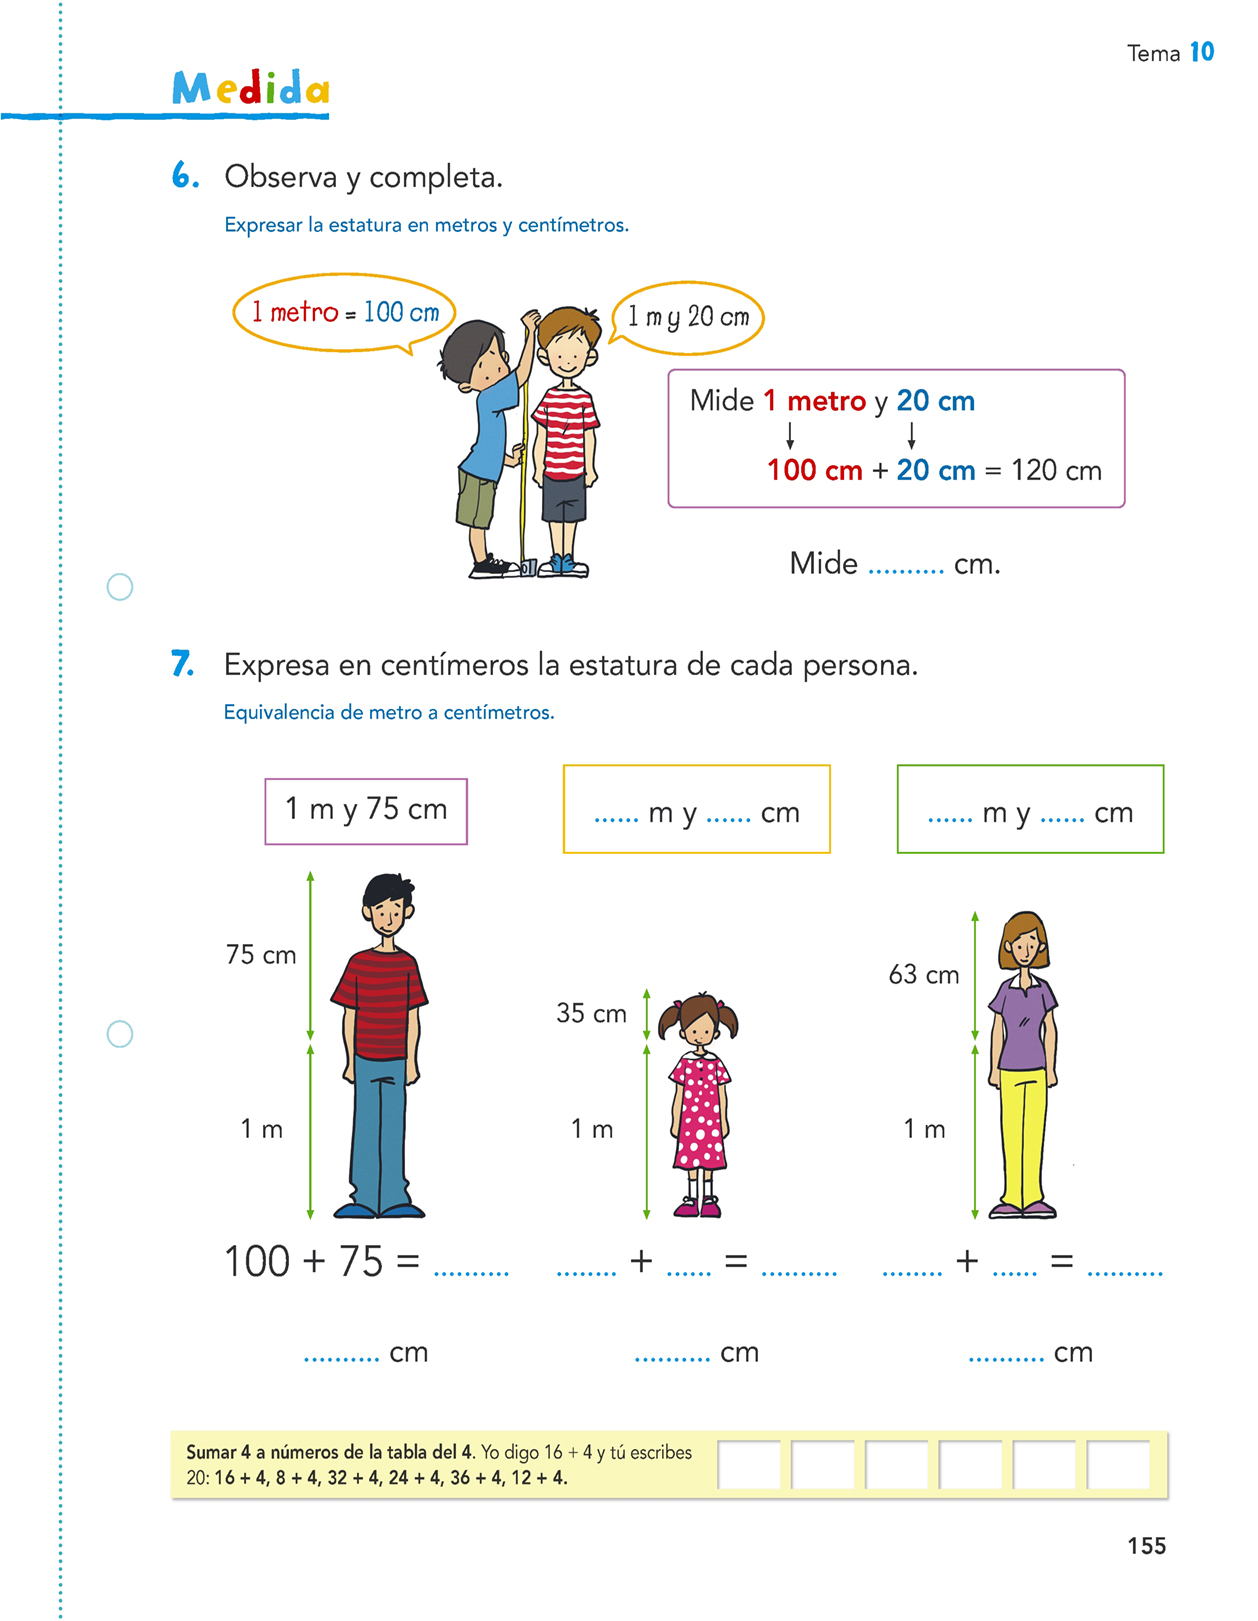 Tema 10
Medida
6. Observa y completa.
Expresar la estatura en metros y centímetros.
1 metro = 100 cm
1 m y 20 cm
Mide 1 metro y 20 cm
100 cm + 20 cm = 120 cm
Mide .......... cm.
7. Expresa en centímeros la estatura de cada persona.
Equivalencia de metro a centímetros.
1 m y 75 cm
...... m y ...... cm
...... m y ...... cm
75 cm
1 m
35 cm
1 m
63 cm
1 m
100 + 75 = ..........
........ + ...... = ..........
........ + ...... = ..........
.......... cm
.......... cm
.......... cm
Sumar 4 a números de la tabla del 4. Yo digo 16 + 4 y tú escribes
20: 16 + 4, 8 + 4, 32 + 4, 24 + 4, 36 + 4, 12 + 4.
155